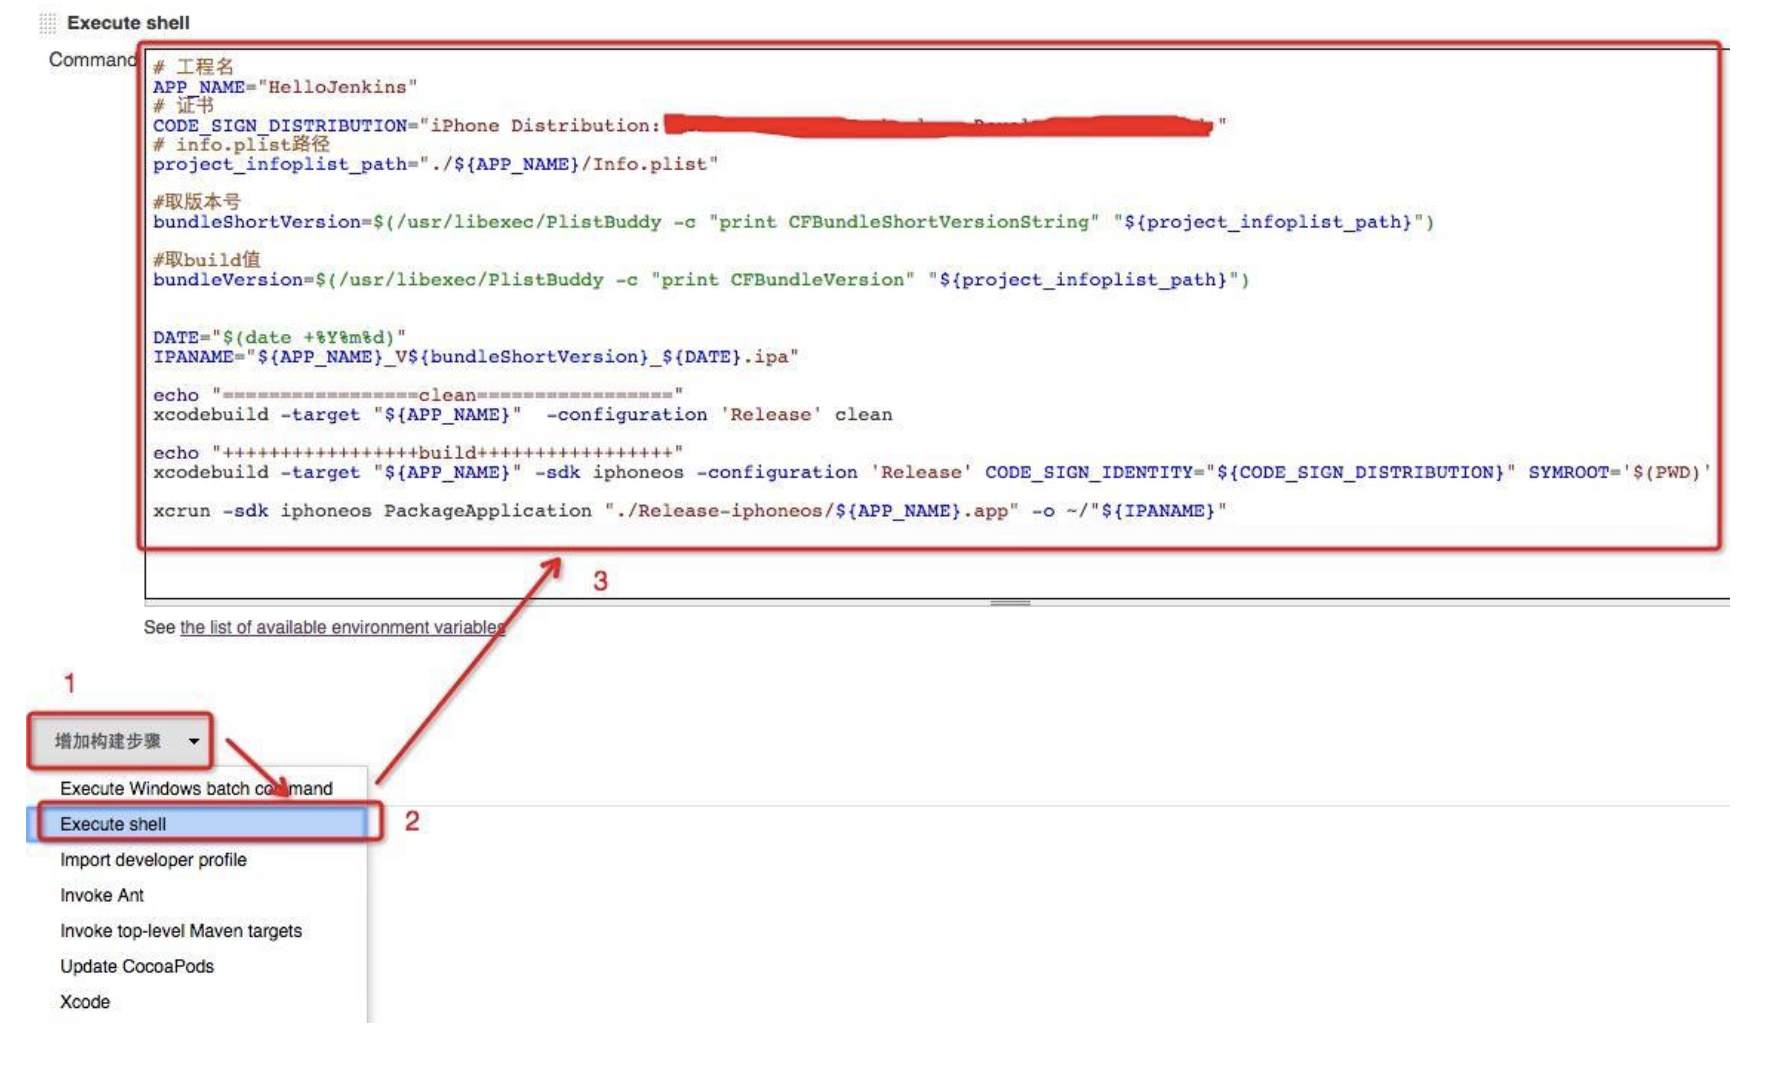 Execute shell
Command
# 工程名
APP_NAME="HelloJenkins"
# 证书
CODE_SIGN_DISTRIBUTION="iPhone Distribution: "
# info.plist路径
project_infoplist_path="./${APP_NAME}/Info.plist"
#取版本号
bundleShortVersion=$(/usr/libexec/PlistBuddy -c "print CFBundleShortVersionString" "${project_infoplist_path}")
#取build值
bundleVersion=$(/usr/libexec/PlistBuddy -c "print CFBundleVersion" "${project_infoplist_path}")
DATE="$(date +%Y%m%d)"
IPANAME="${APP_NAME}_V${bundleShortVersion}_${DATE}.ipa"
echo "=================clean================="
xcodebuild -target "${APP_NAME}"  -configuration 'Release' clean
echo "+++++++++++++++++build+++++++++++++++++"
xcodebuild -target "${APP_NAME}" -sdk iphoneos -configuration 'Release' CODE_SIGN_IDENTITY="${CODE_SIGN_DISTRIBUTION}" SYMROOT='$(PWD)'
xcrun -sdk iphoneos PackageApplication "./Release-iphoneos/${APP_NAME}.app" -o ~/"${IPANAME}"
3
See the list of available environment variables
1
增加构建步骤
Execute Windows batch command
Execute shell
2
Import developer profile
Invoke Ant
Invoke top-level Maven targets
Update CocoaPods
Xcode